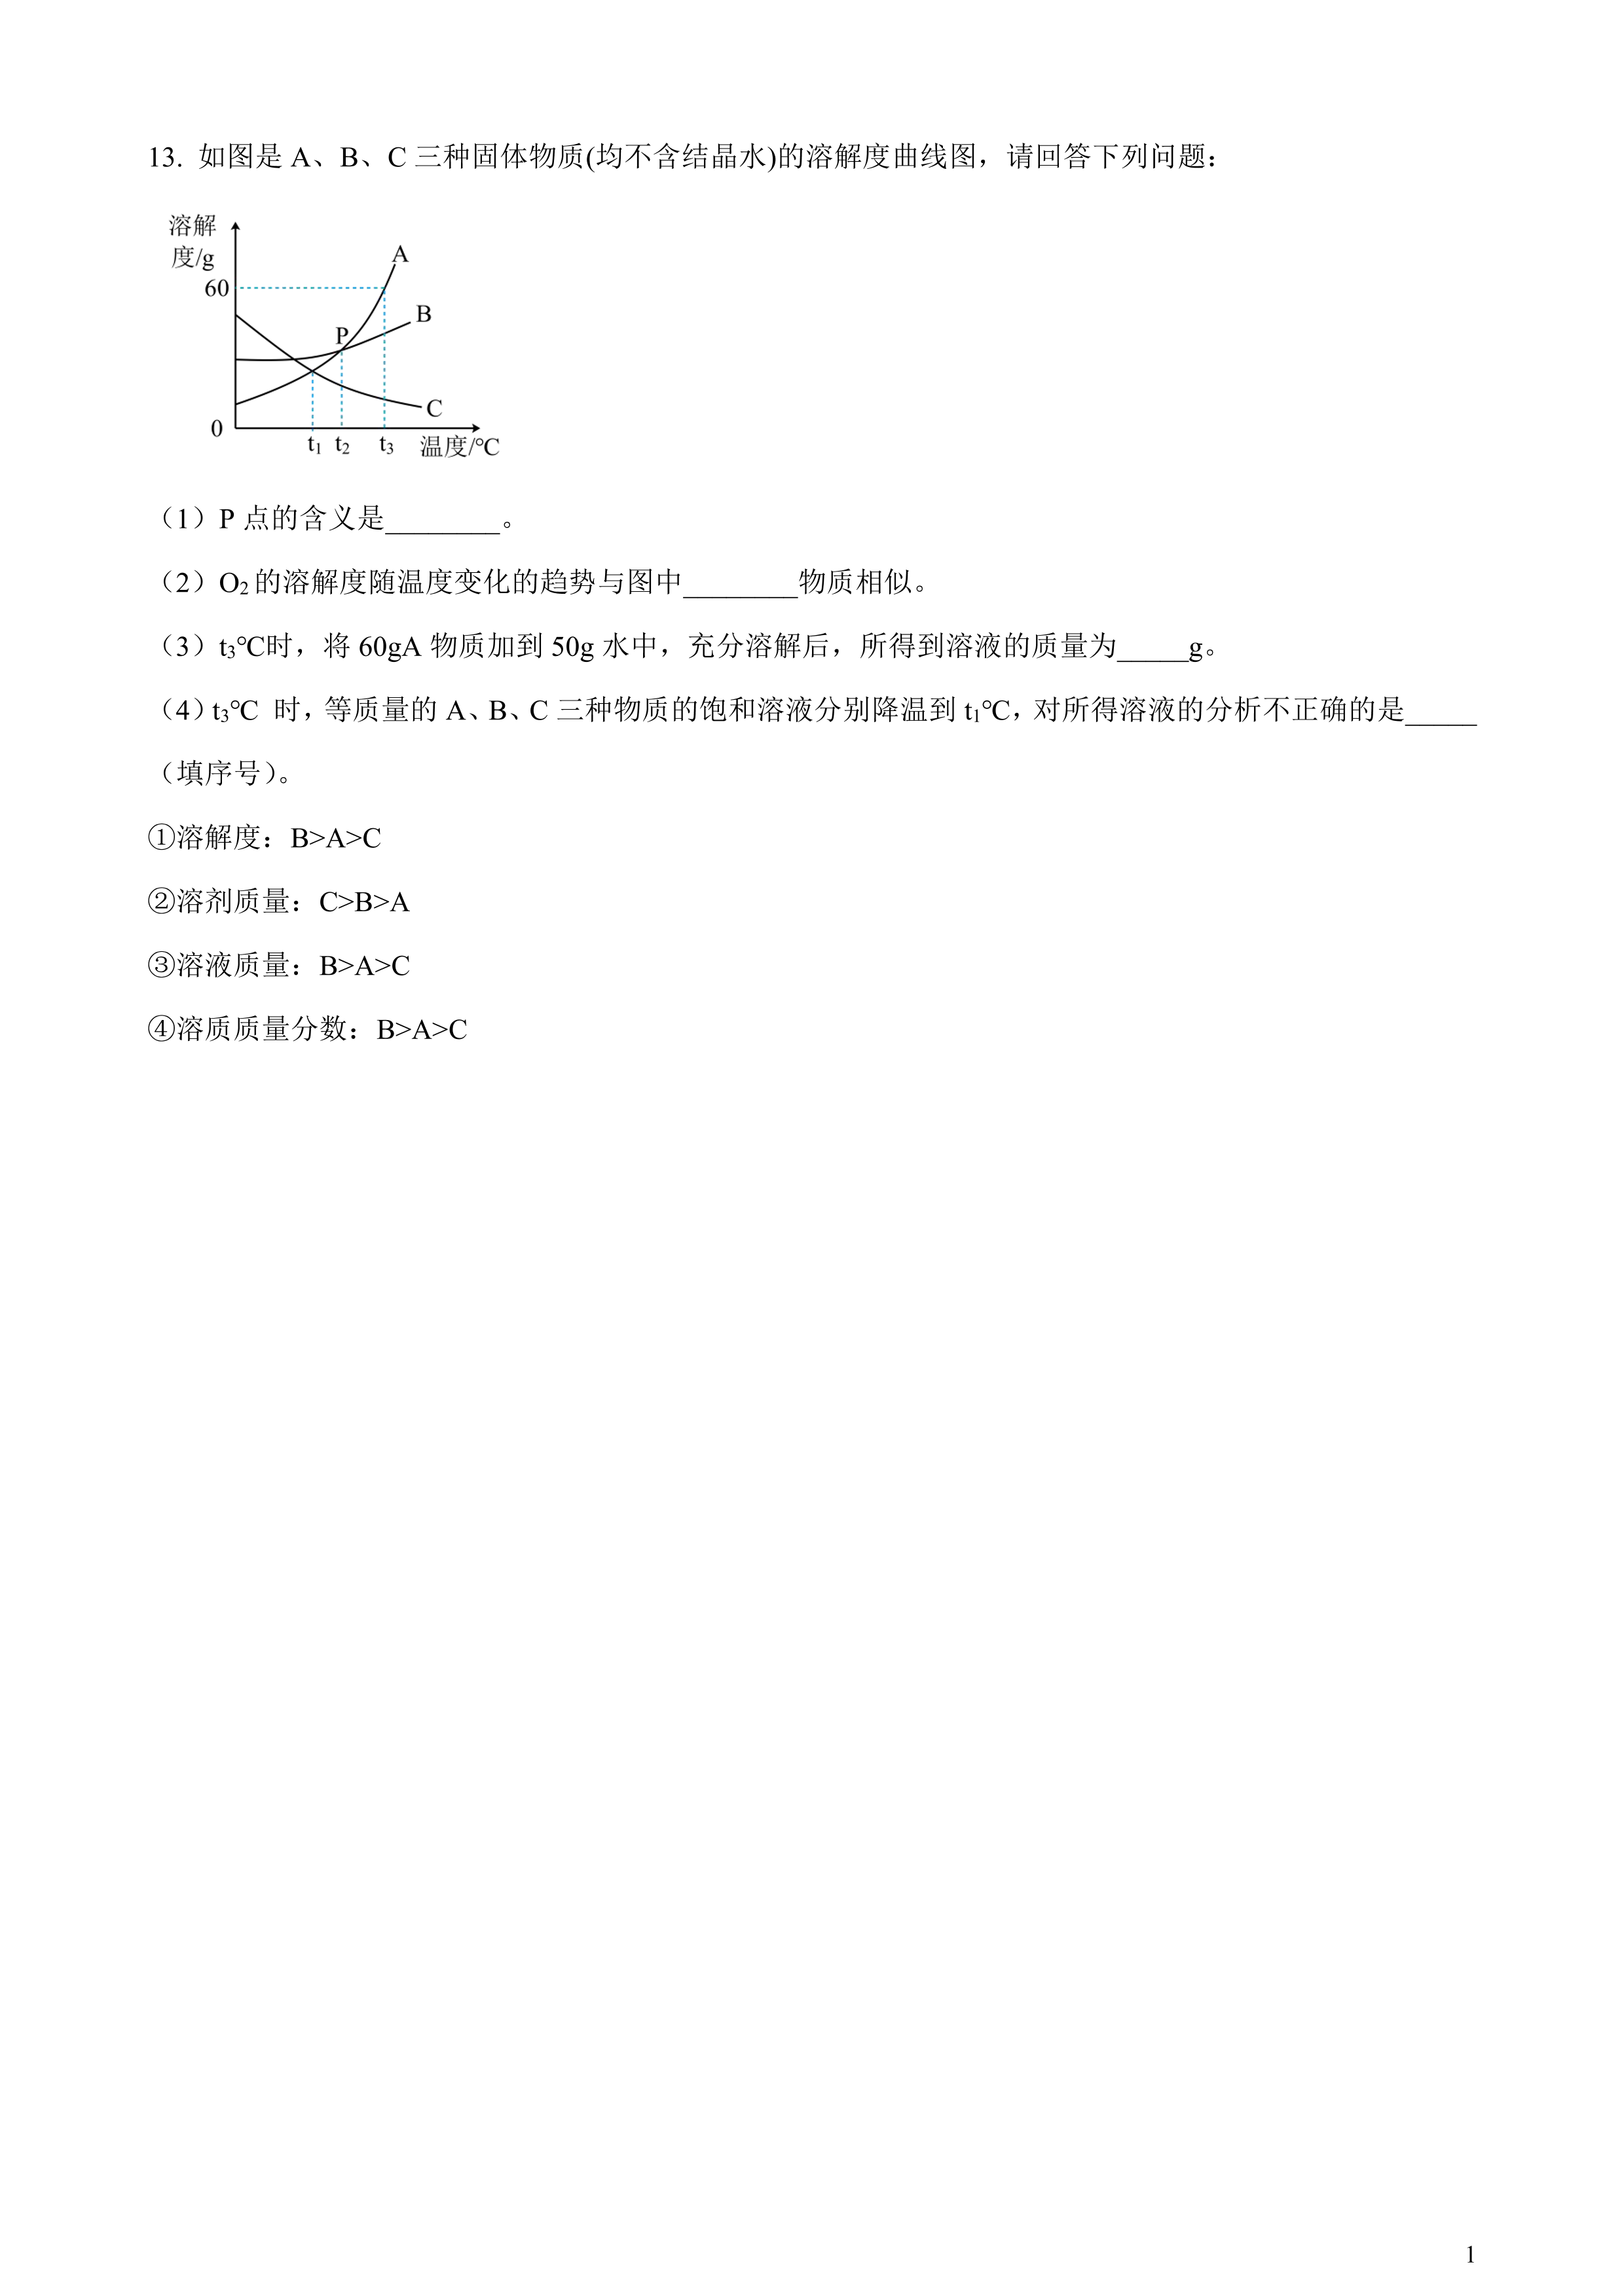 13. 如图是 A、B、C 三种固体物质(均不含结晶水)的溶解度曲线图，请回答下列问题：
溶解
度/g
A
60
B
P
C
0
t₁ t₂ t₃ 温度/℃
（1）P 点的含义是________。
（2）O₂的溶解度随温度变化的趋势与图中________物质相似。
（3）t₃℃时，将 60gA 物质加到 50g 水中，充分溶解后，所得到溶液的质量为_____g。
（4）t₃℃ 时，等质量的 A、B、C 三种物质的饱和溶液分别降温到 t₁℃，对所得溶液的分析不正确的是_____
（填序号）。
①溶解度：B>A>C
②溶剂质量：C>B>A
③溶液质量：B>A>C
④溶质质量分数：B>A>C
1